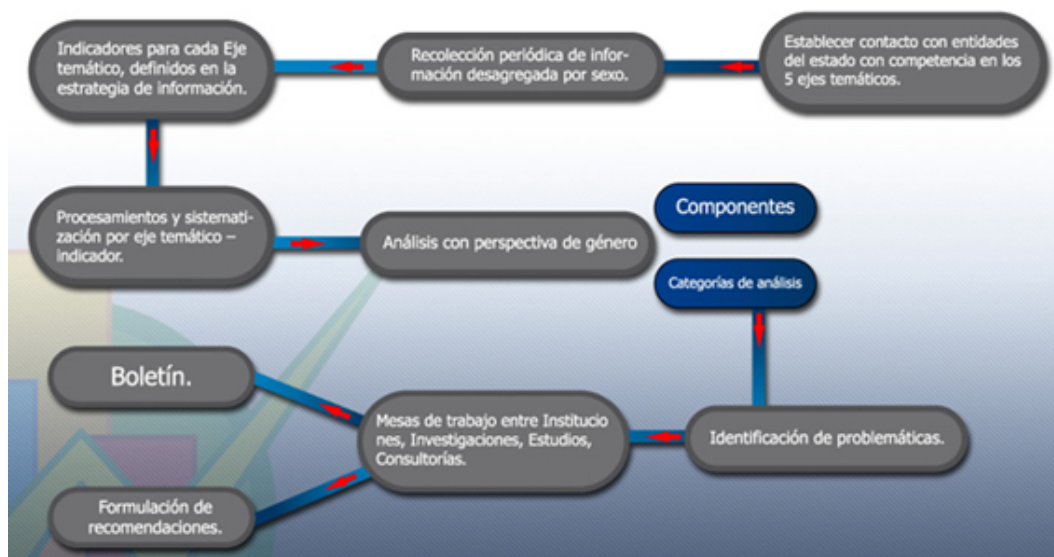 Indicadores para cada Eje
temático, definidos en la
estrategia de información.
Recolección periódica de infor-
mación desagregada por sexo.
Establecer contacto con entidades
del estado con competencia en los
5 ejes temáticos.
Procesamientos y sistemati-
zación por eje temático –
indicador.
Análisis con perspectiva de género
Componentes
Categorías de análisis
Boletín.
Mesas de trabajo entre Institucio
nes, Investigaciones, Estudios,
Consultorías.
Identificación de problemáticas.
Formulación de
recomendaciones.